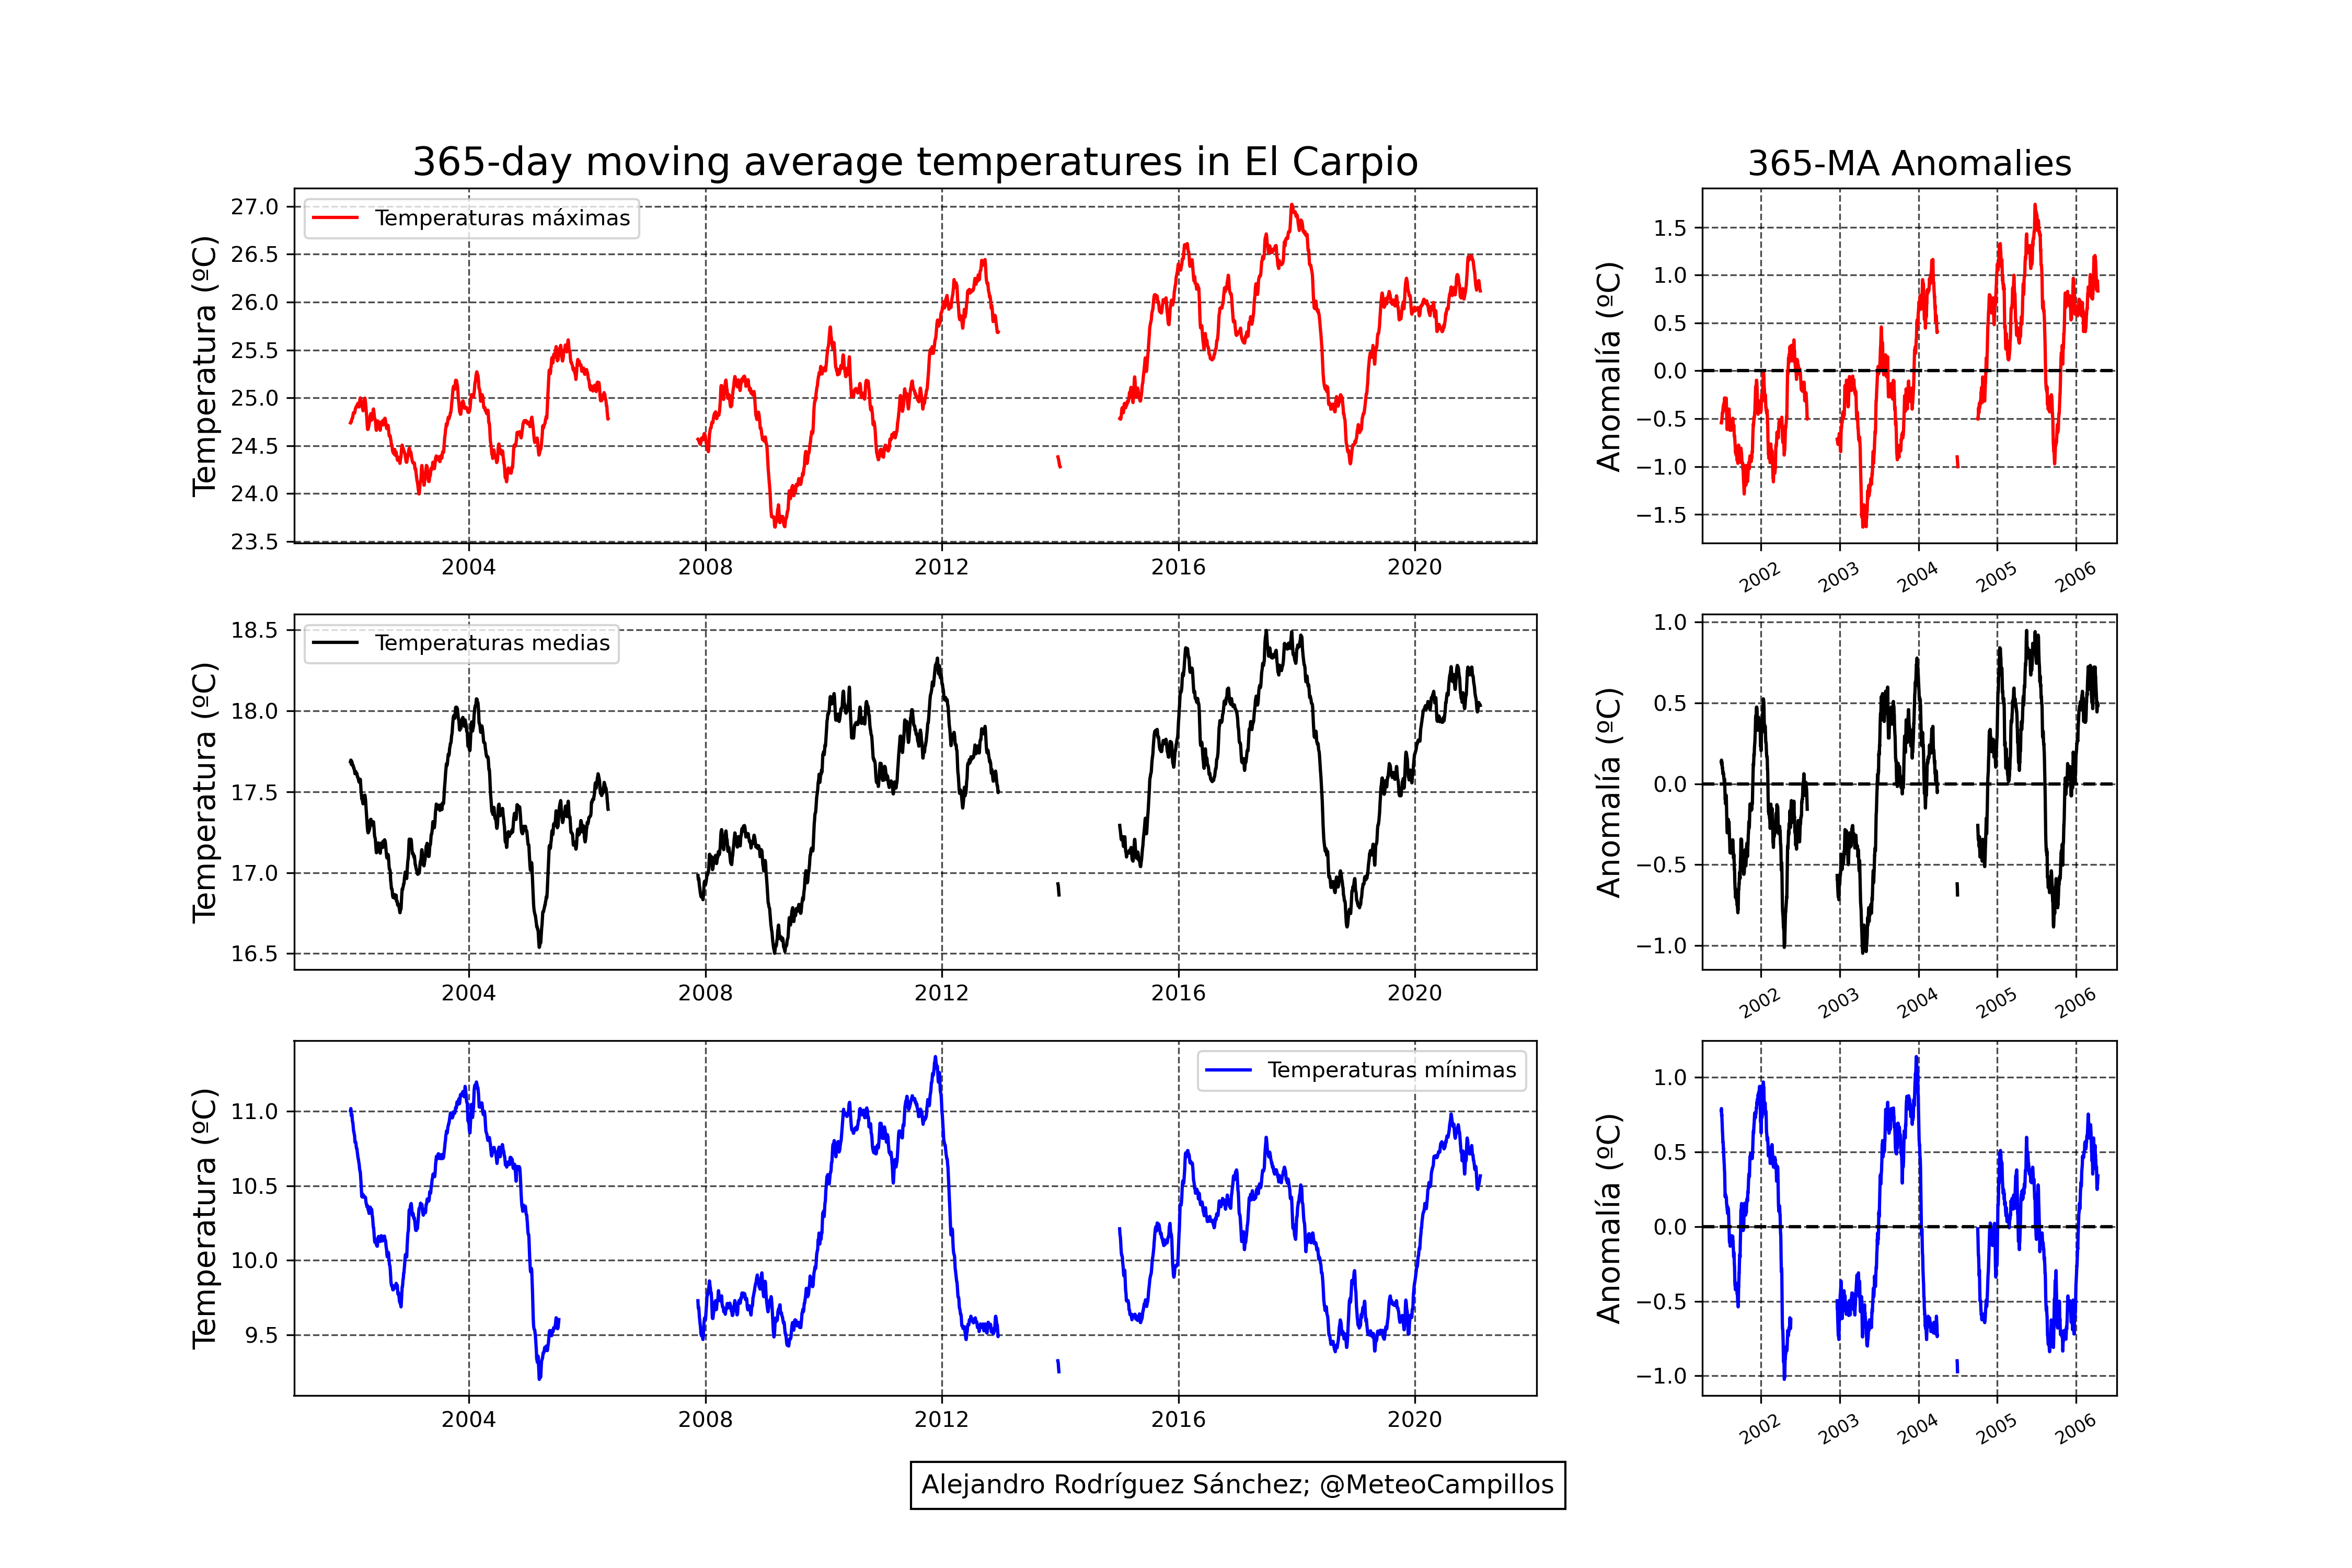 365-day moving average temperatures in El Carpio
365-MA Anomalies
Temperatura (ºC)
27.0
26.5
26.0
25.5
25.0
24.5
24.0
23.5
Temperaturas máximas
2004 2008 2012 2016 2020
Anomalía (ºC)
1.5
1.0
0.5
0.0
−0.5
−1.0
−1.5
2002 2003 2004 2005 2006
Temperatura (ºC)
18.5
18.0
17.5
17.0
16.5
Temperaturas medias
2004 2008 2012 2016 2020
Anomalía (ºC)
1.0
0.5
0.0
−0.5
−1.0
2002 2003 2004 2005 2006
Temperatura (ºC)
11.0
10.5
10.0
9.5
Temperaturas mínimas
2004 2008 2012 2016 2020
Anomalía (ºC)
1.0
0.5
0.0
−0.5
−1.0
2002 2003 2004 2005 2006
Alejandro Rodríguez Sánchez; @MeteoCampillos